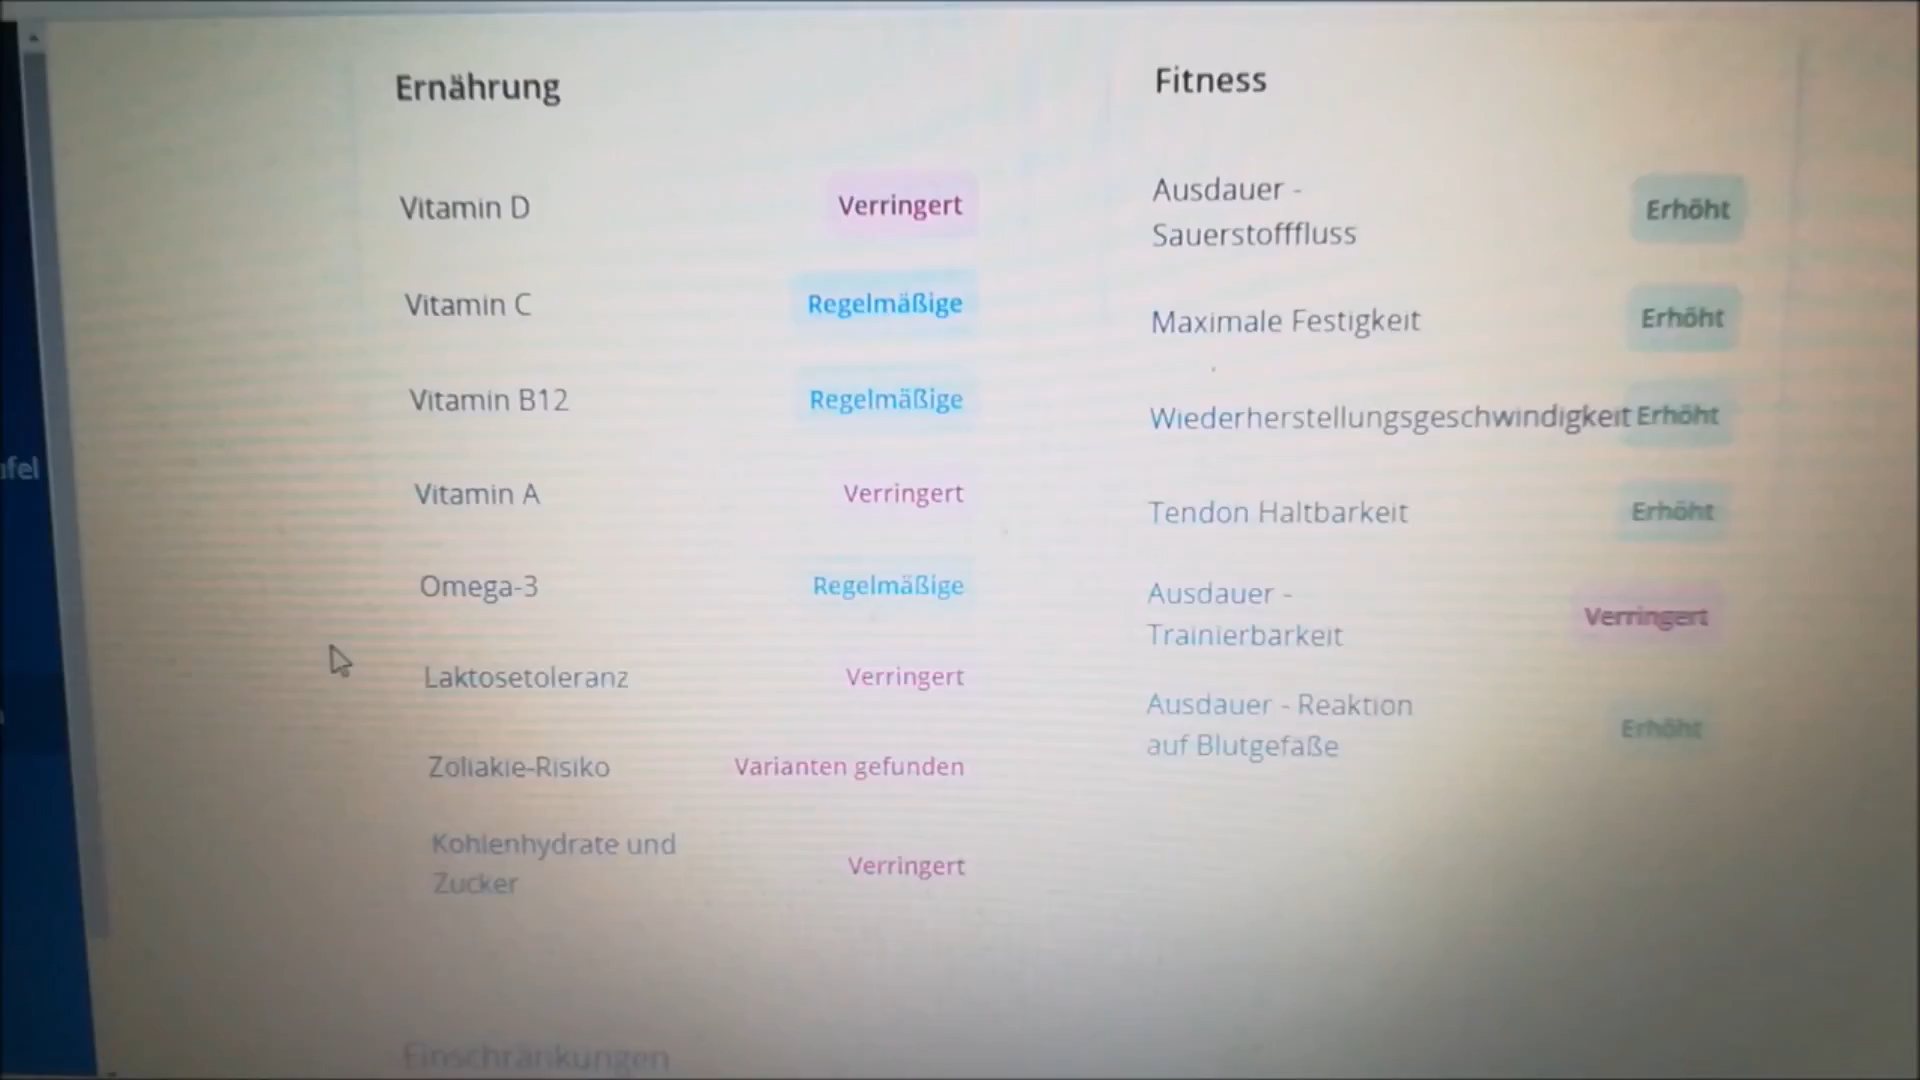 Ernährung
Vitamin D Verringert
Vitamin C Regelmäßige
Vitamin B12 Regelmäßige
Vitamin A Verringert
Omega-3 Regelmäßige
Laktosetoleranz Verringert
Zöliakie-Risiko Varianten gefunden
Kohlenhydrate und
Zucker Verringert
Einschränkungen
Fitness
Ausdauer -
Sauerstofffluss Erhöht
Maximale Festigkeit Erhöht
Wiederherstellungsgeschwindigkeit Erhöht
Tendon Haltbarkeit Erhöht
Ausdauer -
Trainierbarkeit Verringert
Ausdauer - Reaktion
auf Blutgefäße Erhöht